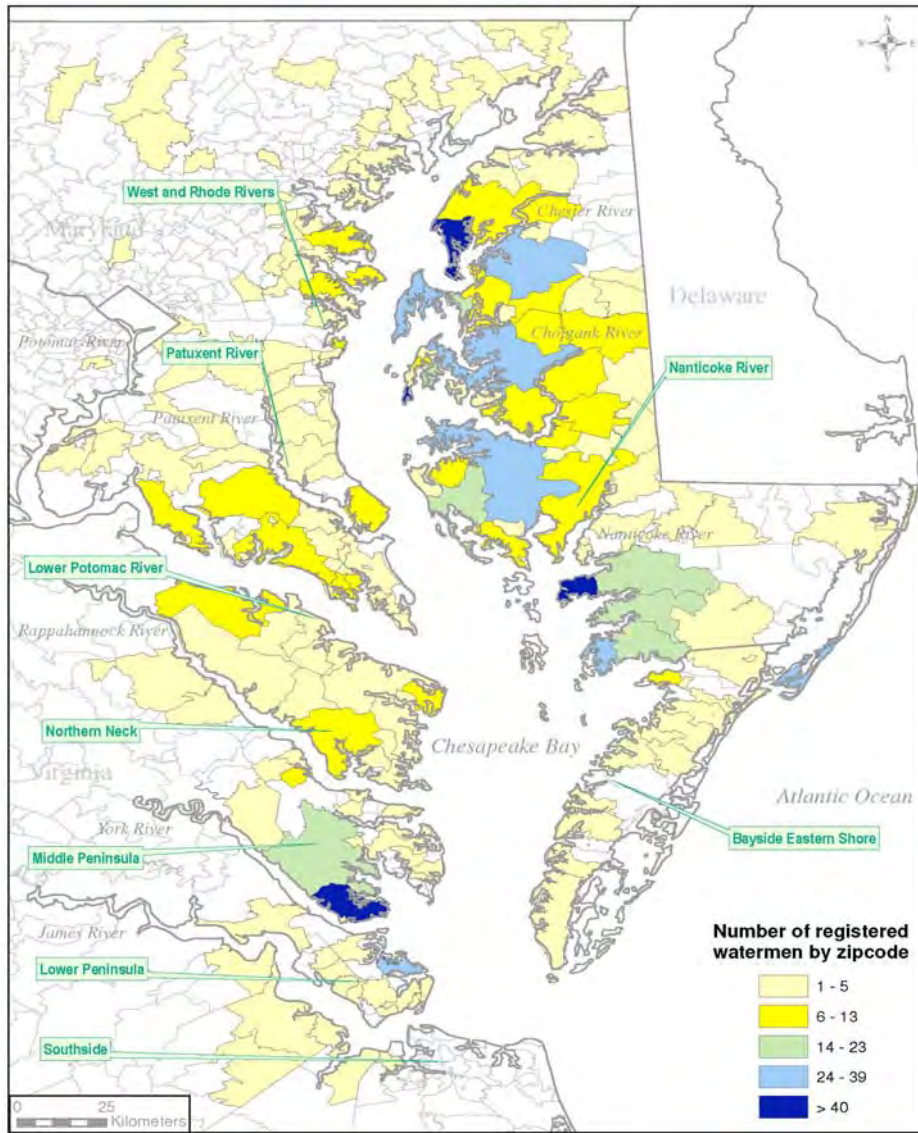 N
W
E
S
West and Rhode Rivers
Chester River
Maryland
Delaware
Potomac River
Choptank River
Patuxent River
Nanticoke River
Patuxent River
Nanticoke River
Lower Potomac River
Rappahannock River
Northern Neck
Chesapeake Bay
Virginia
Atlantic Ocean
York River
Bayside Eastern Shore
Middle Peninsula
James River
Lower Peninsula
Southside
Number of registered
watermen by zipcode
1 - 5
6 - 13
14 - 23
24 - 39
> 40
0 25
Kilometers